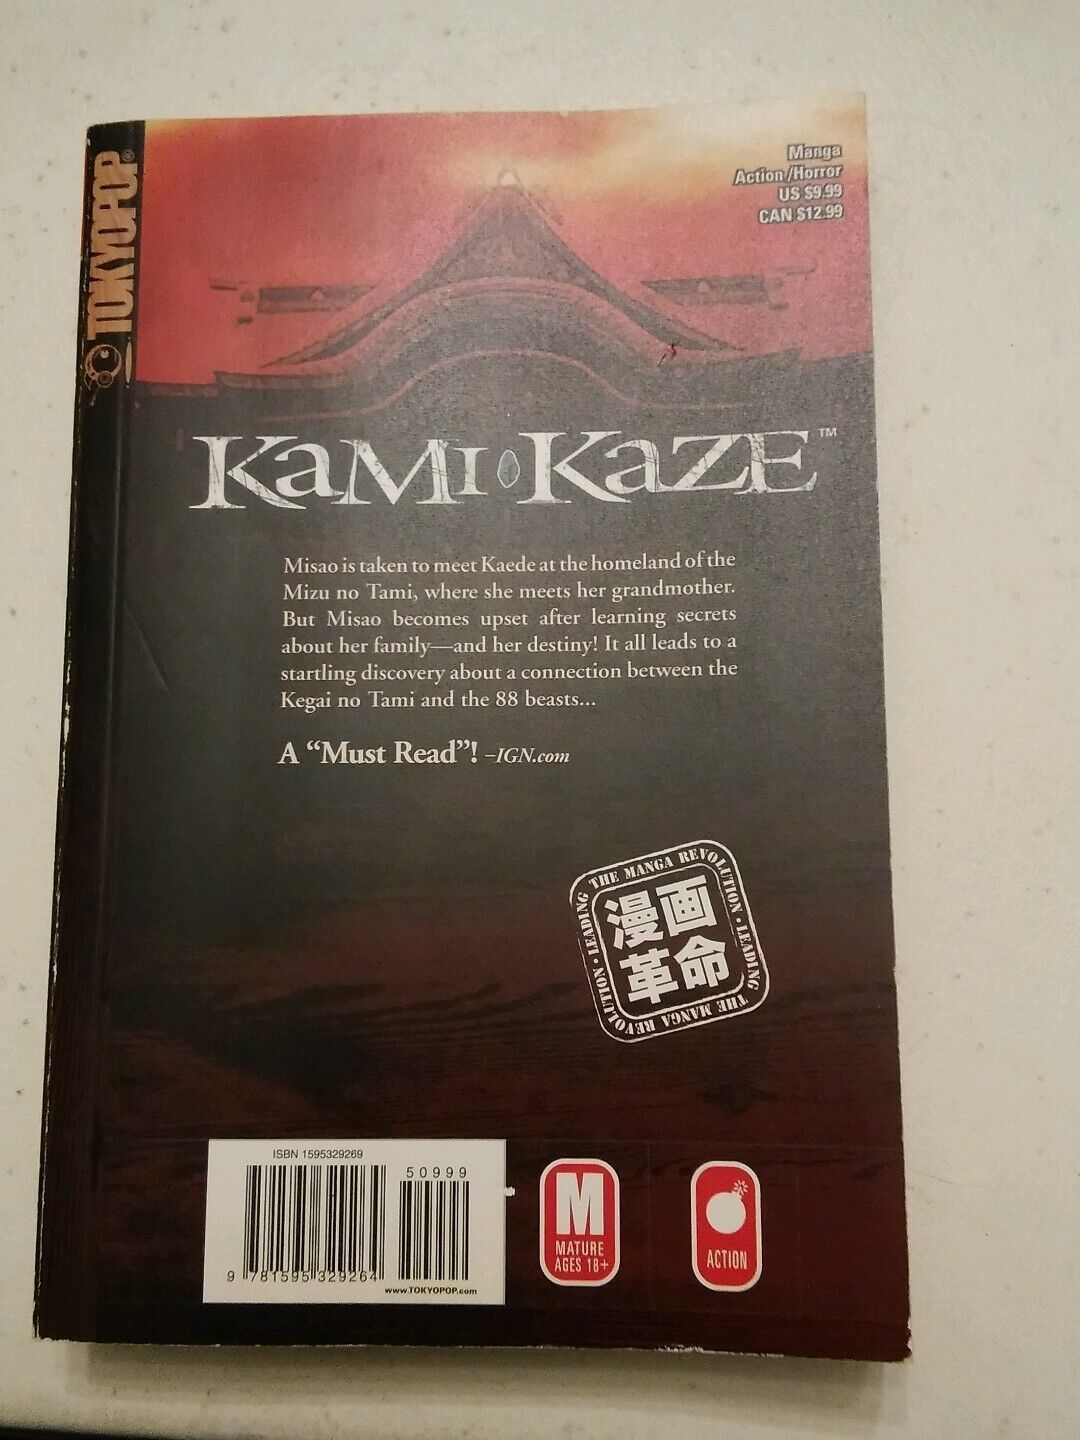 TOKYOPOP®
Manga
Action/Horror
US $9.99
CAN $12.99
KaMi KaZE™
Misao is taken to meet Kaede at the homeland of the
Mizu no Tami, where she meets her grandmother.
But Misao becomes upset after learning secrets
about her family—and her destiny! It all leads to a
startling discovery about a connection between the
Kegai no Tami and the 88 beasts...
A “Must Read”! –IGN.com
LEADING THE MANGA REVOLUTION • LEADING THE MANGA REVOLUTION •
漫画
革命
ISBN 1595329269
50999
9 781595 329264
www.TOKYOPOP.com
M
MATURE
AGES 18+
ACTION